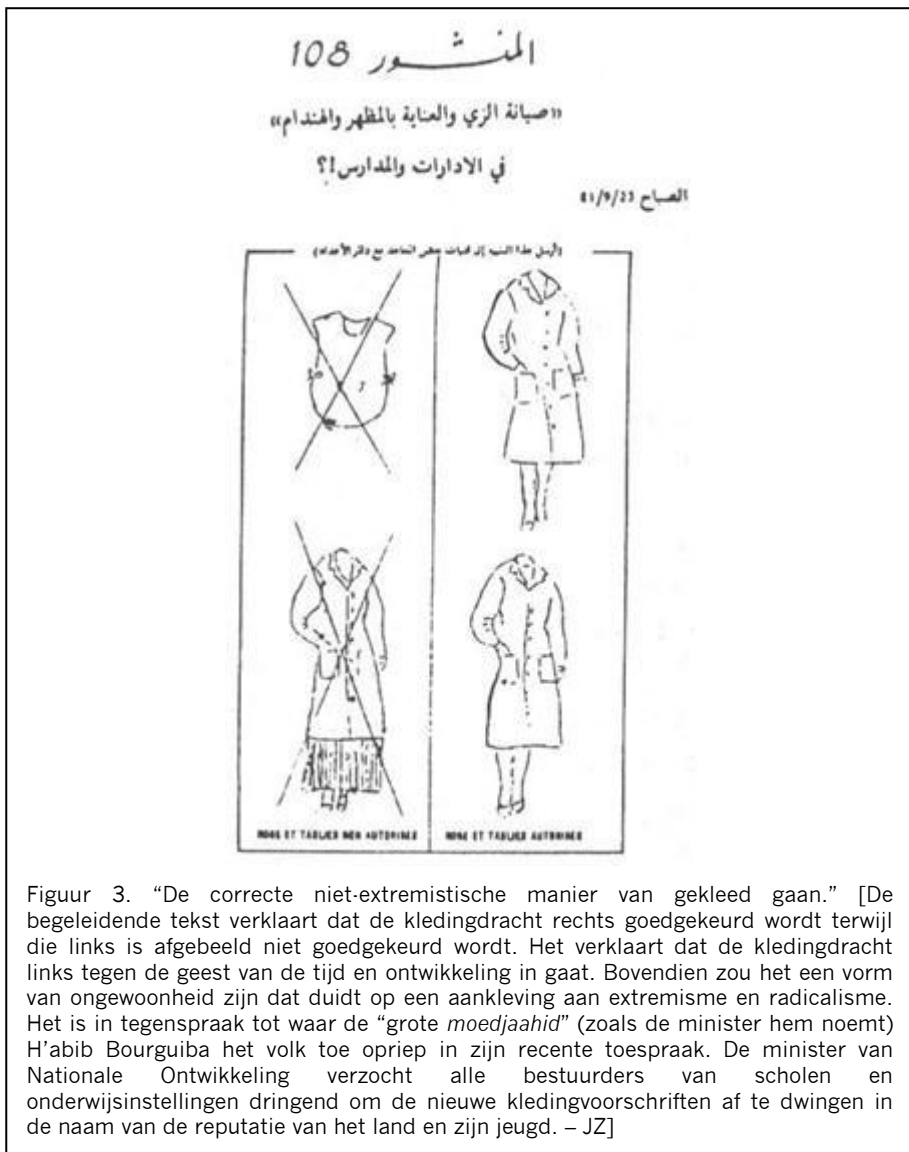 المنشور 108
«صيانة الزي والعناية بالمظهر والهندام»
في الادارات والمدارس!؟
الصباح 81/9/23
ROBE ET TABLIER NON AUTORISES
ROBE ET TABLIER AUTORISES
Figuur 3. “De correcte niet-extremistische manier van gekleed gaan.” [De
begeleidende tekst verklaart dat de kledingdracht rechts goedgekeurd wordt terwijl
die links is afgebeeld niet goedgekeurd wordt. Het verklaart dat de kledingdracht
links tegen de geest van de tijd en ontwikkeling in gaat. Bovendien zou het een vorm
van ongewoonheid zijn dat duidt op een aankleving aan extremisme en radicalisme.
Het is in tegenspraak tot waar de “grote moedjaahid” (zoals de minister hem noemt)
H’abib Bourguiba het volk toe opriep in zijn recente toespraak. De minister van
Nationale Ontwikkeling verzocht alle bestuurders van scholen en
onderwijsinstellingen dringend om de nieuwe kledingvoorschriften af te dwingen in
de naam van de reputatie van het land en zijn jeugd. – JZ]